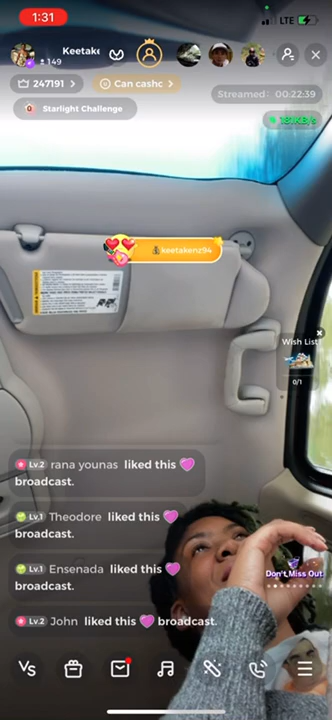 1:31
LTE
Keetake
149
247191
Can cashc >
Streamed: 00:22:39
Starlight Challenge
181KB/s
keetakenz94
Wish List
0/1
Lv.2 rana younas liked this
broadcast.
Lv.1 Theodore liked this
broadcast.
Lv.1 Ensenada liked this
broadcast.
Don't Miss Out
Lv.2 John liked this broadcast.
VS